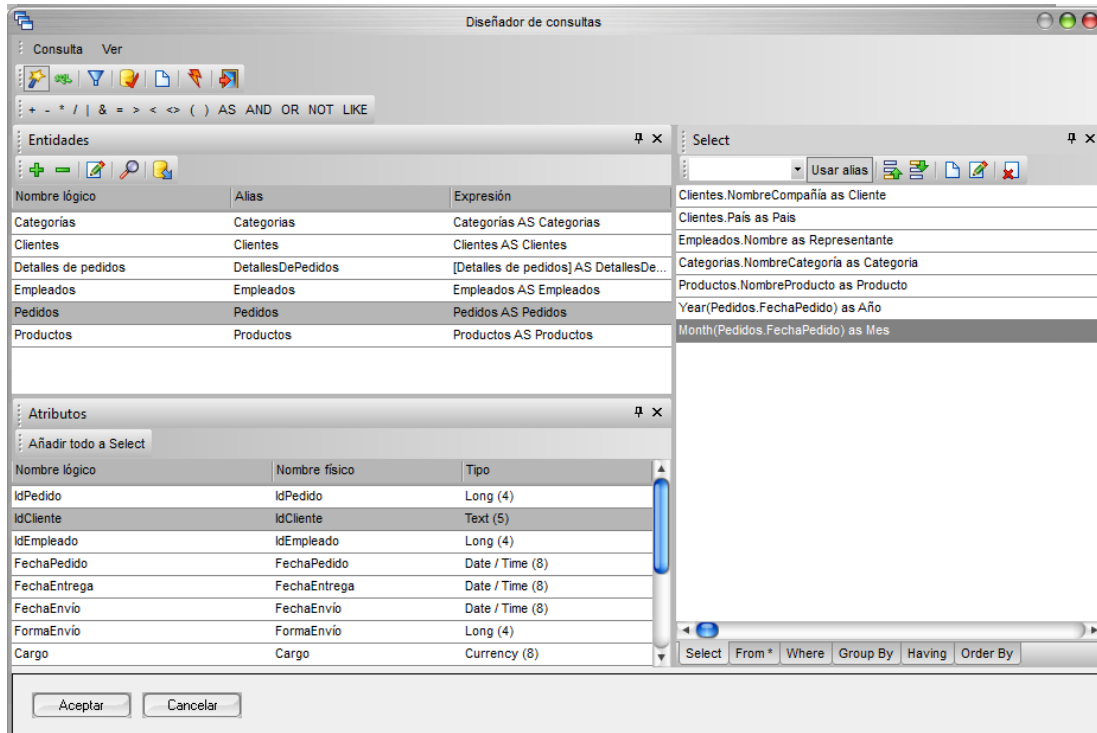 Diseñador de consultas
Consulta Ver
+ - * / | & = > < <> ( ) AS AND OR NOT LIKE
Entidades
Nombre lógico Alias Expresión
Categorías Categorias Categorías AS Categorias
Clientes Clientes Clientes AS Clientes
Detalles de pedidos DetallesDePedidos [Detalles de pedidos] AS DetallesDe...
Empleados Empleados Empleados AS Empleados
Pedidos Pedidos Pedidos AS Pedidos
Productos Productos Productos AS Productos
Atributos
Añadir todo a Select
Nombre lógico Nombre físico Tipo
IdPedido IdPedido Long (4)
IdCliente IdCliente Text (5)
IdEmpleado IdEmpleado Long (4)
FechaPedido FechaPedido Date / Time (8)
FechaEntrega FechaEntrega Date / Time (8)
FechaEnvío FechaEnvío Date / Time (8)
FormaEnvío FormaEnvío Long (4)
Cargo Cargo Currency (8)
Select
Usar alias
Clientes.NombreCompañía as Cliente
Clientes.País as Pais
Empleados.Nombre as Representante
Categorias.NombreCategoría as Categoria
Productos.NombreProducto as Producto
Year(Pedidos.FechaPedido) as Año
Month(Pedidos.FechaPedido) as Mes
Select From * Where Group By Having Order By
Aceptar Cancelar